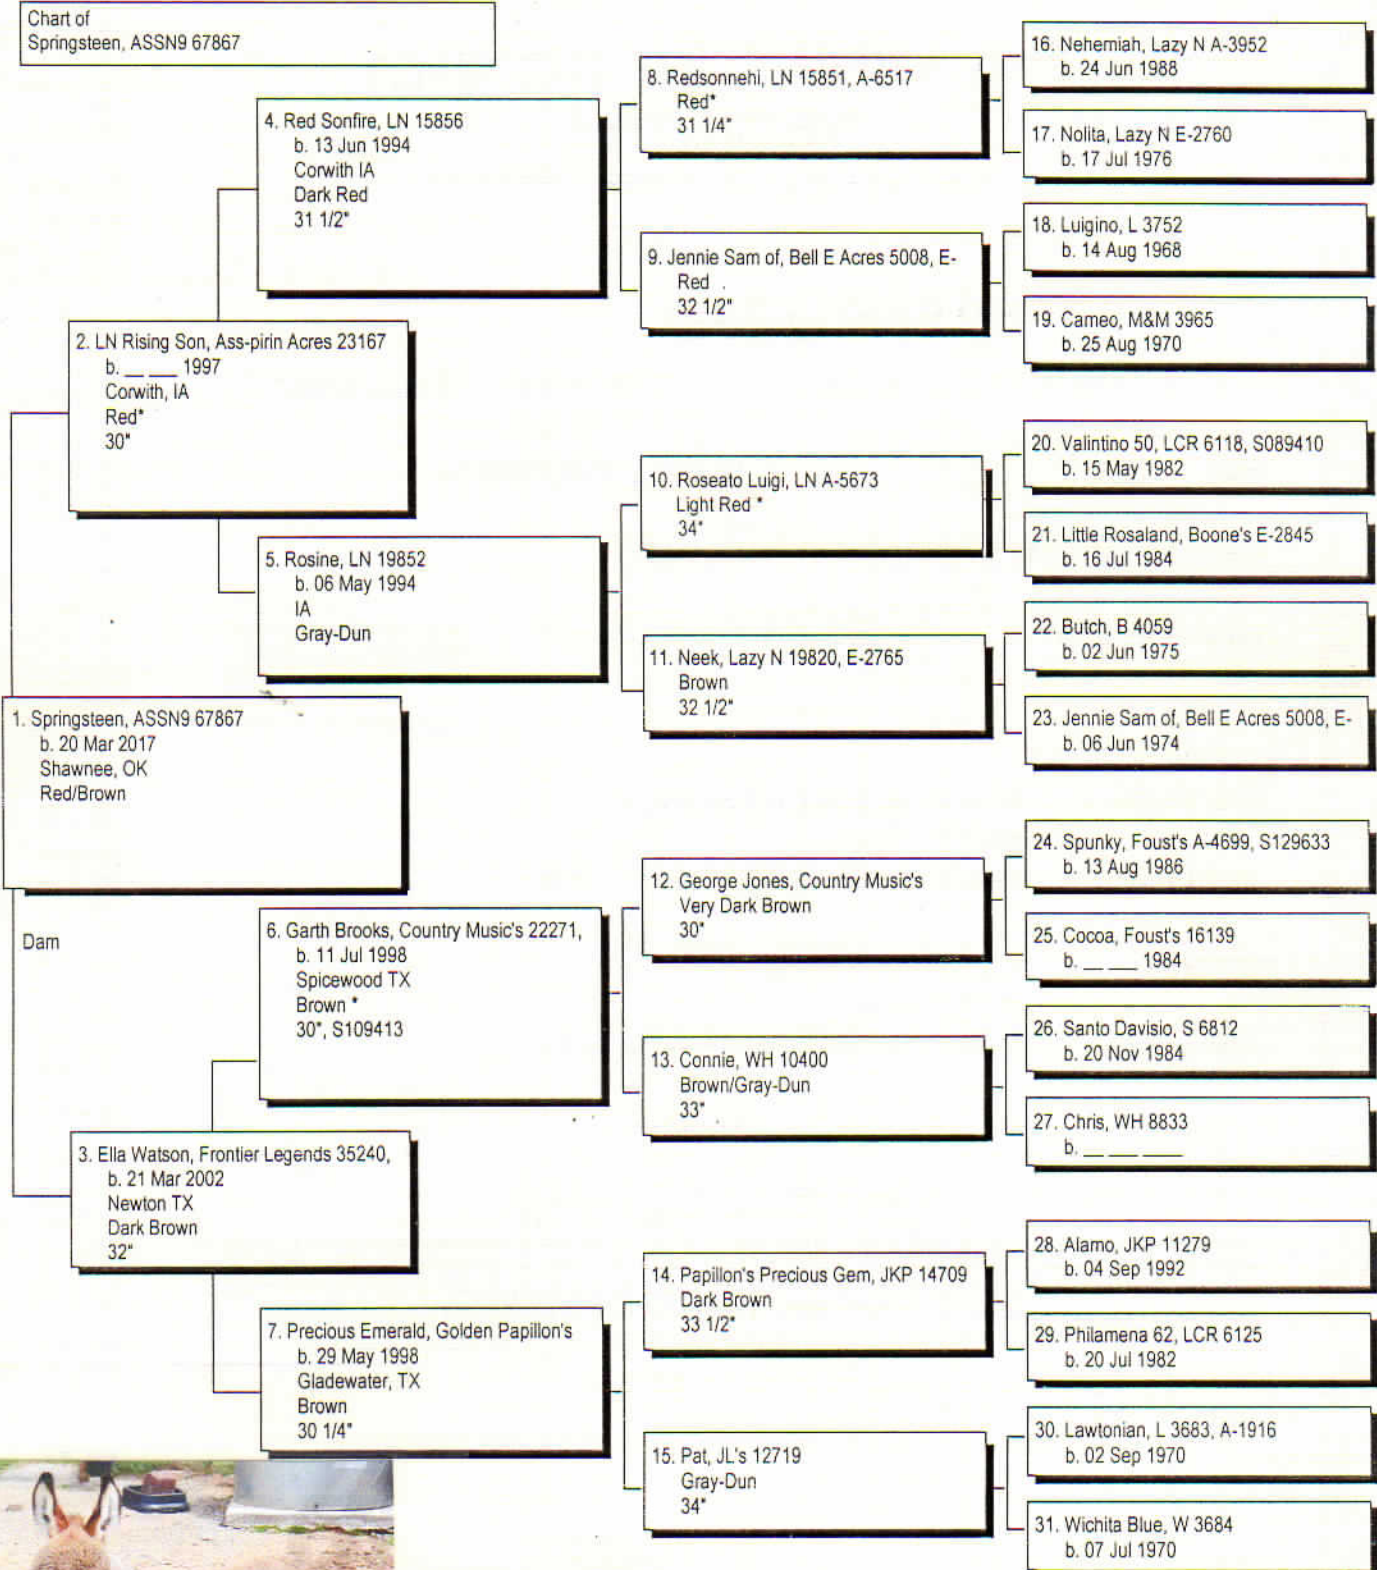 Chart of
Springsteen, ASSN9 67867
1. Springsteen, ASSN9 67867
b. 20 Mar 2017
Shawnee, OK
Red/Brown
Dam
2. LN Rising Son, Ass-pirin Acres 23167
b. __ ___ 1997
Corwith, IA
Red*
30"
3. Ella Watson, Frontier Legends 35240,
b. 21 Mar 2002
Newton TX
Dark Brown
32"
4. Red Sonfire, LN 15856
b. 13 Jun 1994
Corwith IA
Dark Red
31 1/2"
5. Rosine, LN 19852
b. 06 May 1994
IA
Gray-Dun
6. Garth Brooks, Country Music's 22271,
b. 11 Jul 1998
Spicewood TX
Brown *
30", S109413
7. Precious Emerald, Golden Papillon's
b. 29 May 1998
Gladewater, TX
Brown
30 1/4"
8. Redsonnehi, LN 15851, A-6517
Red*
31 1/4"
9. Jennie Sam of, Bell E Acres 5008, E-
Red
32 1/2"
10. Roseato Luigi, LN A-5673
Light Red *
34"
11. Neek, Lazy N 19820, E-2765
Brown
32 1/2"
12. George Jones, Country Music's
Very Dark Brown
30"
13. Connie, WH 10400
Brown/Gray-Dun
33"
14. Papillon's Precious Gem, JKP 14709
Dark Brown
33 1/2"
15. Pat, JL's 12719
Gray-Dun
34"
16. Nehemiah, Lazy N A-3952
b. 24 Jun 1988
17. Nolita, Lazy N E-2760
b. 17 Jul 1976
18. Luigino, L 3752
b. 14 Aug 1968
19. Cameo, M&M 3965
b. 25 Aug 1970
20. Valintino 50, LCR 6118, S089410
b. 15 May 1982
21. Little Rosaland, Boone's E-2845
b. 16 Jul 1984
22. Butch, B 4059
b. 02 Jun 1975
23. Jennie Sam of, Bell E Acres 5008, E-
b. 06 Jun 1974
24. Spunky, Foust's A-4699, S129633
b. 13 Aug 1986
25. Cocoa, Foust's 16139
b. __ ___ 1984
26. Santo Davisio, S 6812
b. 20 Nov 1984
27. Chris, WH 8833
b. __ ___ ____
28. Alamo, JKP 11279
b. 04 Sep 1992
29. Philamena 62, LCR 6125
b. 20 Jul 1982
30. Lawtonian, L 3683, A-1916
b. 02 Sep 1970
31. Wichita Blue, W 3684
b. 07 Jul 1970